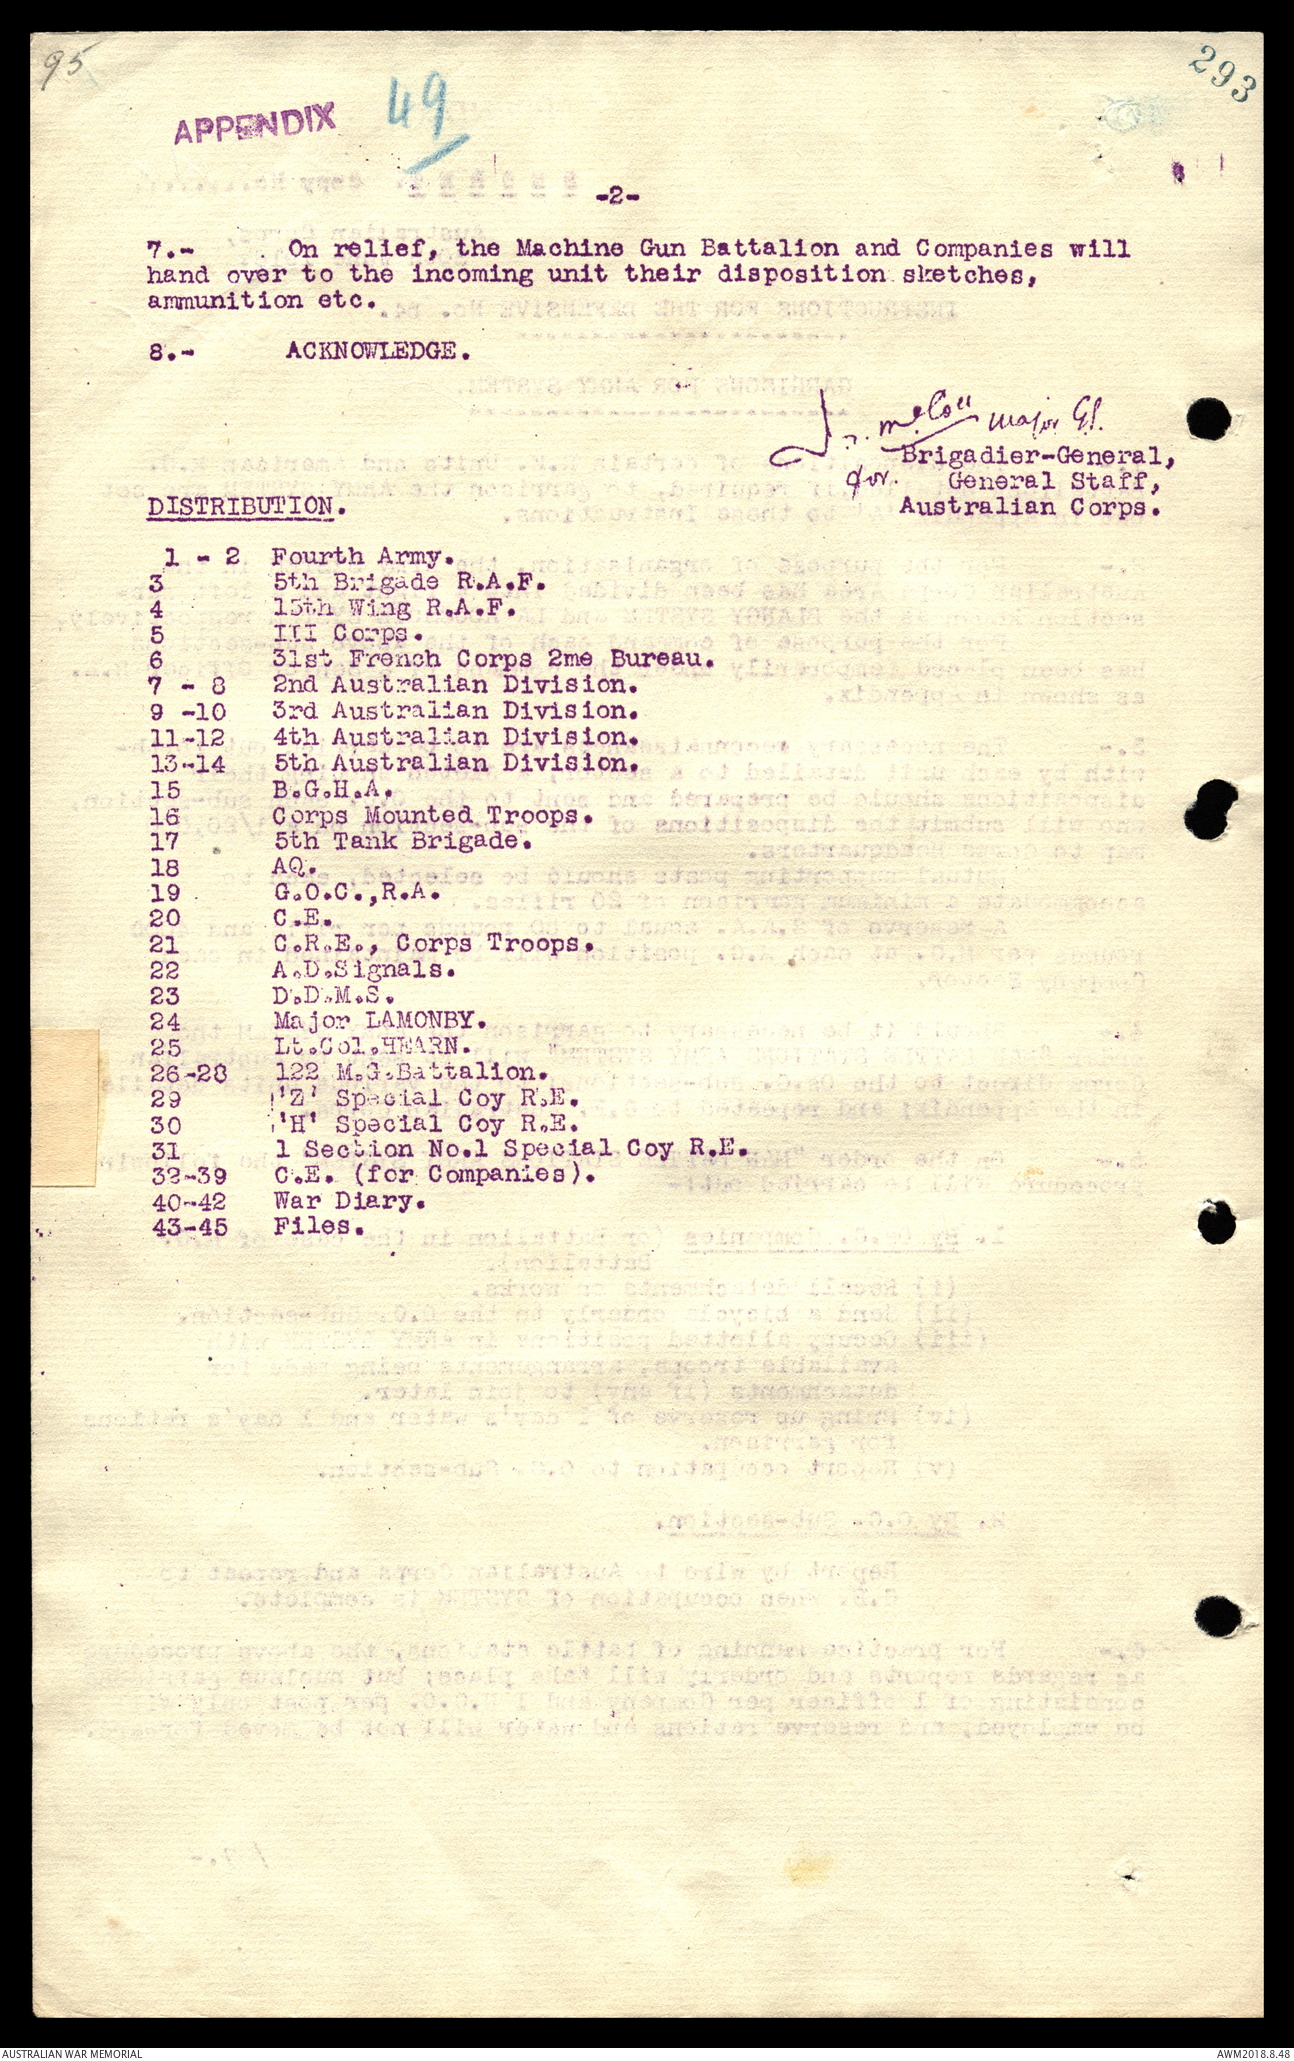 95
293
APPENDIX 49
-2-
7.- On relief, the Machine Gun Battalion and Companies will
hand over to the incoming unit their disposition sketches,
ammunition etc.
8.- ACKNOWLEDGE.
Major GS.
Brigadier-General,
for. General Staff,
Australian Corps.
DISTRIBUTION.
1 - 2 Fourth Army.
3 5th Brigade R.A.F.
4 15th Wing R.A.F.
5 III Corps.
6 31st French Corps 2me Bureau.
7 - 8 2nd Australian Division.
9 -10 3rd Australian Division.
11-12 4th Australian Division.
13-14 5th Australian Division.
15 B.G.H.A.
16 Corps Mounted Troops.
17 5th Tank Brigade.
18 AQ.
19 G.O.C.,R.A.
20 C.E.
21 C.R.E., Corps Troops.
22 A.D.Signals.
23 D.D.M.S.
24 Major LAMONBY.
25 Lt.Col.HEARN.
26-28 122 M.G.Battalion.
29 'Z' Special Coy R.E.
30 'H' Special Coy R.E.
31 1 Section No.1 Special Coy R.E.
32-39 C.E. (for Companies).
40-42 War Diary.
43-45 Files.
AUSTRALIAN WAR MEMORIAL
AWM2018.8.48